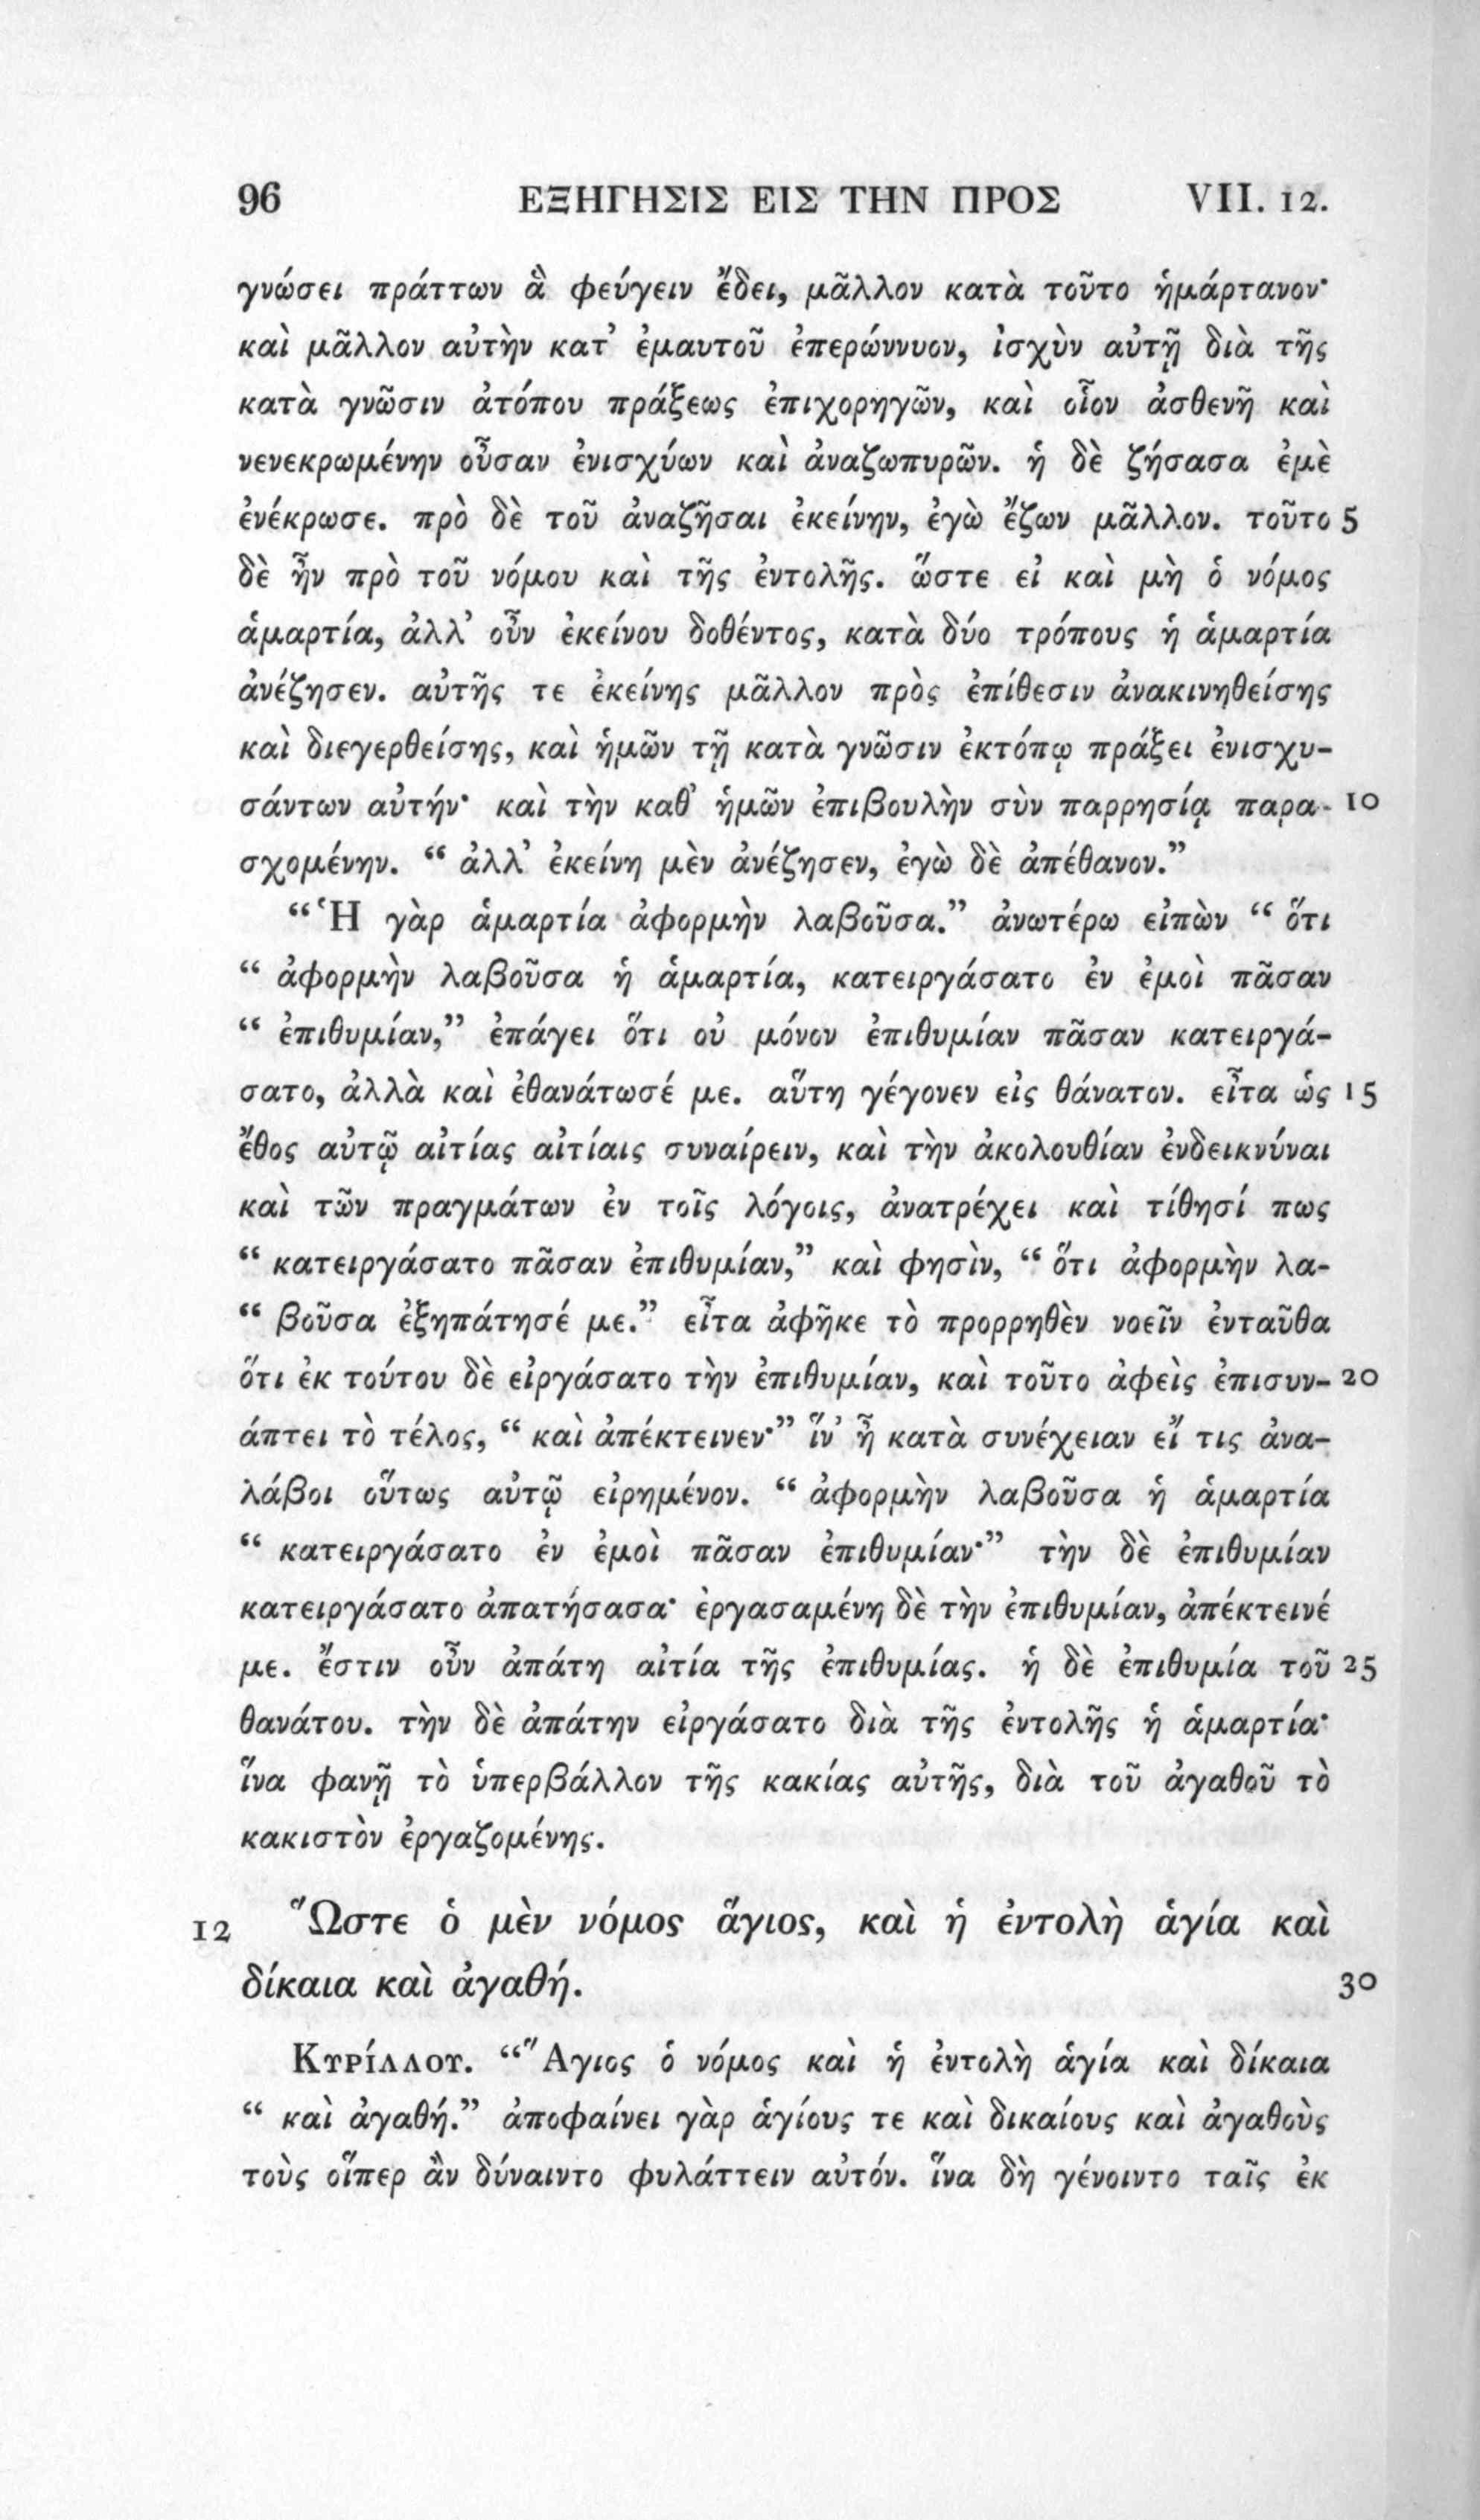 96 ΕΞΗΓΗΣΙΣ ΕΙΣ ΤΗΝ ΠΡΟΣ VII. 12.
γνώσει πράττων ἃ φεύγειν ἔδει, μᾶλλον κατὰ τοῦτο ἡμάρτανον·
καὶ μᾶλλον αὐτὴν κατ’ ἐμαυτοῦ ἐπερώννυον, ἰσχὺν αὐτῇ διὰ τῆς
κατὰ γνῶσιν ἀτόπου πράξεως ἐπιχορηγῶν, καὶ οἷον ἀσθενῆ καὶ
νενεκρωμένην οὖσαν ἐνισχύων καὶ ἀναζωπυρῶν. ἡ δὲ ζήσασα ἐμὲ
ἐνέκρωσε. πρὸ δὲ τοῦ ἀναζῆσαι ἐκείνην, ἐγὼ ἔζων μᾶλλον. τοῦτο 5
δὲ ἦν πρὸ τοῦ νόμου καὶ τῆς ἐντολῆς. ὥστε εἰ καὶ μὴ ὁ νόμος
ἁμαρτία, ἀλλ’ οὖν ἐκείνου δοθέντος, κατὰ δύο τρόπους ἡ ἁμαρτία
ἀνέζησεν. αὐτῆς τε ἐκείνης μᾶλλον πρὸς ἐπίθεσιν ἀνακινηθείσης
καὶ διεγερθείσης, καὶ ἡμῶν τῇ κατὰ γνῶσιν ἐκτόπῳ πράξει ἐνισχυ-
σάντων αὐτήν· καὶ τὴν καθ’ ἡμῶν ἐπιβουλὴν σὺν παρρησίᾳ παρα- 10
σχομένην. “ ἀλλ’ ἐκείνη μὲν ἀνέζησεν, ἐγὼ δὲ ἀπέθανον.”
“Ἡ γὰρ ἁμαρτία ἀφορμὴν λαβοῦσα.” ἀνωτέρω εἰπὼν “ ὅτι
“ ἀφορμὴν λαβοῦσα ἡ ἁμαρτία, κατειργάσατο ἐν ἐμοὶ πᾶσαν
“ ἐπιθυμίαν,” ἐπάγει ὅτι οὐ μόνον ἐπιθυμίαν πᾶσαν κατειργά-
σατο, ἀλλὰ καὶ ἐθανάτωσέ με. αὕτη γέγονεν εἰς θάνατον. εἶτα ὡς 15
ἔθος αὐτῷ αἰτίας αἰτίαις συναίρειν, καὶ τὴν ἀκολουθίαν ἐνδεικνύναι
καὶ τῶν πραγμάτων ἐν τοῖς λόγοις, ἀνατρέχει καὶ τίθησί πως
“ κατειργάσατο πᾶσαν ἐπιθυμίαν,” καὶ φησὶν, “ ὅτι ἀφορμὴν λα-
“ βοῦσα ἐξηπάτησέ με.” εἶτα ἀφῆκε τὸ προρρηθὲν νοεῖν ἐνταῦθα
ὅτι ἐκ τούτου δὲ εἰργάσατο τὴν ἐπιθυμίαν, καὶ τοῦτο ἀφεὶς ἐπισυν- 20
άπτει τὸ τέλος, “ καὶ ἀπέκτεινεν·” ἵν’ ᾖ κατὰ συνέχειαν εἴ τις ἀνα-
λάβοι οὕτως αὐτῷ εἰρημένον. “ ἀφορμὴν λαβοῦσα ἡ ἁμαρτία
“ κατειργάσατο ἐν ἐμοὶ πᾶσαν ἐπιθυμίαν·” τὴν δὲ ἐπιθυμίαν
κατειργάσατο ἀπατήσασα· ἐργασαμένη δὲ τὴν ἐπιθυμίαν, ἀπέκτεινέ
με. ἔστιν οὖν ἀπάτη αἰτία τῆς ἐπιθυμίας. ἡ δὲ ἐπιθυμία τοῦ 25
θανάτου. τὴν δὲ ἀπάτην εἰργάσατο διὰ τῆς ἐντολῆς ἡ ἁμαρτία·
ἵνα φανῇ τὸ ὑπερβάλλον τῆς κακίας αὐτῆς, διὰ τοῦ ἀγαθοῦ τὸ
κακιστὸν ἐργαζομένης.
12 Ὥστε ὁ μὲν νόμος ἅγιος, καὶ ἡ ἐντολὴ ἁγία καὶ
δίκαια καὶ ἀγαθή. 30
Κυρίλλου. “Ἅγιος ὁ νόμος καὶ ἡ ἐντολὴ ἁγία καὶ δίκαια
“ καὶ ἀγαθή.” ἀποφαίνει γὰρ ἁγίους τε καὶ δικαίους καὶ ἀγαθοὺς
τοὺς οἵπερ ἂν δύναιντο φυλάττειν αὐτόν. ἵνα δὴ γένοιντο ταῖς ἐκ